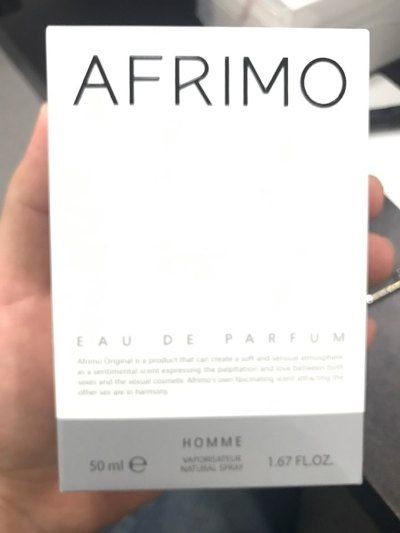 AFRIMO
EAU DE PARFUM
Afrimo Original is a product that can create a soft and sensual atmosphere
in a sentimental scent expressing the palpitation and love between both
sexes and the sexual cosmetic. Afrimo's own fascinating scent attracting the
other sex are in harmony.
HOMME
50 ml ℮
VAPORISATEUR
NATURAL SPRAY
1.67 FL.OZ.